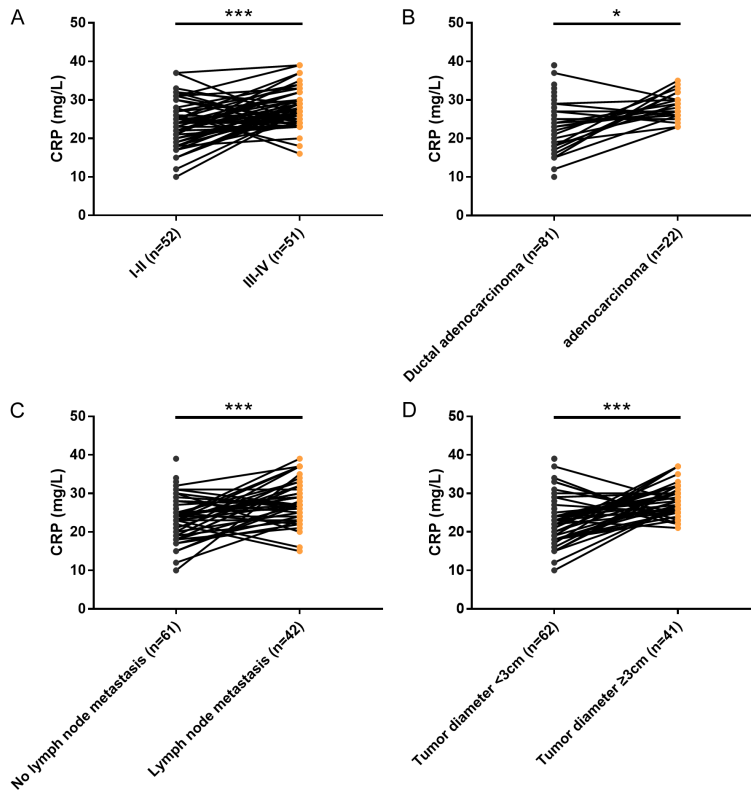 A
***
50
40
30
20
10
0
CRP (mg/L)
I-II (n=52)
III-IV (n=51)
B
*
50
40
30
20
10
0
CRP (mg/L)
Ductal adenocarcinoma (n=81)
adenocarcinoma (n=22)
C
***
50
40
30
20
10
0
CRP (mg/L)
No lymph node metastasis (n=61)
Lymph node metastasis (n=42)
D
***
50
40
30
20
10
0
CRP (mg/L)
Tumor diameter <3cm (n=62)
Tumor diameter ≥3cm (n=41)